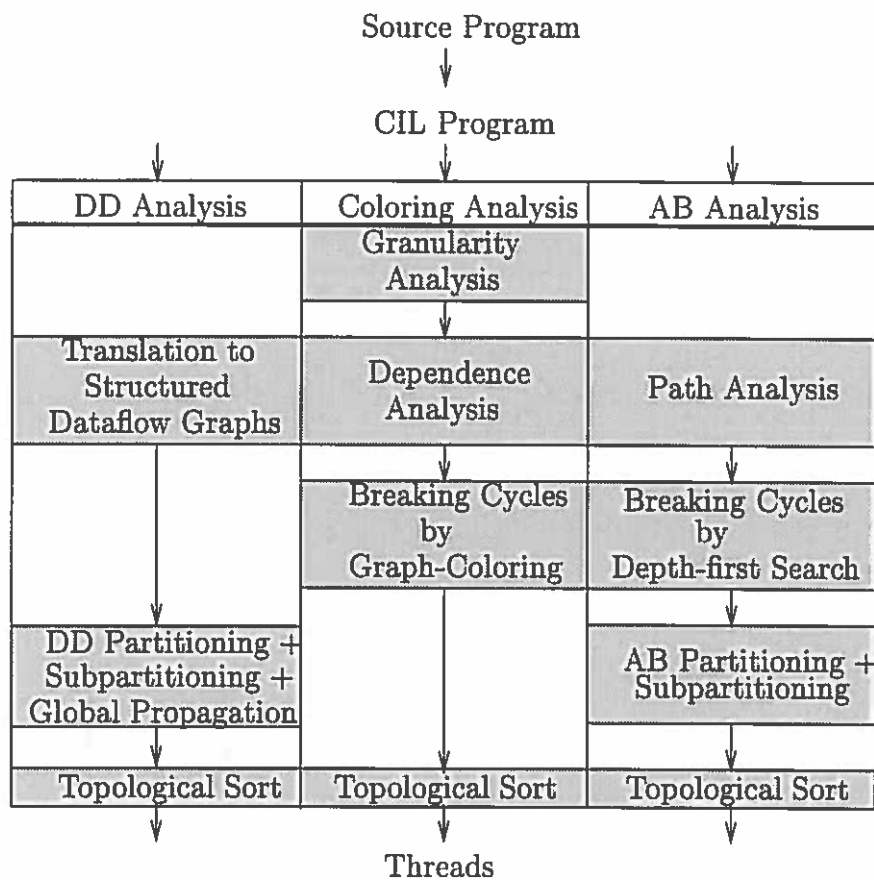 Source Program
CIL Program
DD Analysis
Coloring Analysis
AB Analysis
Granularity
Analysis
Translation to
Structured
Dataflow Graphs
Dependence
Analysis
Path Analysis
Breaking Cycles
by
Graph-Coloring
Breaking Cycles
by
Depth-first Search
DD Partitioning +
Subpartitioning +
Global Propagation
AB Partitioning +
Subpartitioning
Topological Sort
Topological Sort
Topological Sort
Threads